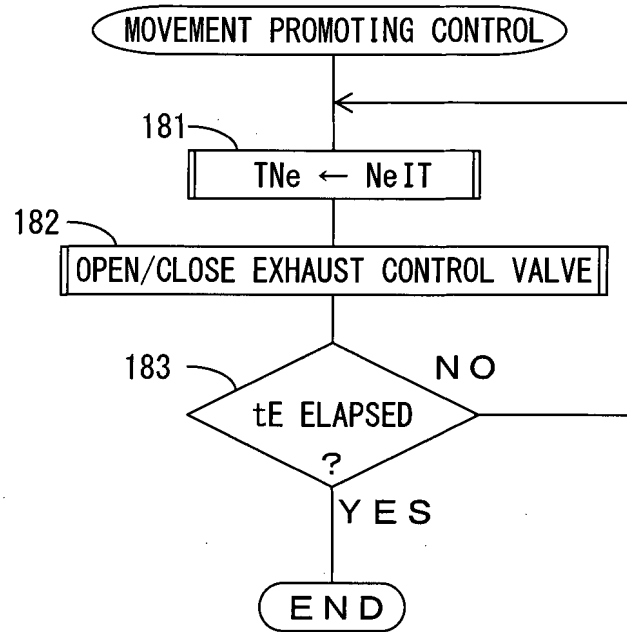 MOVEMENT PROMOTING CONTROL
181
TNe ← NeIT
182
OPEN/CLOSE EXHAUST CONTROL VALVE
183
NO
tE ELAPSED
?
YES
END